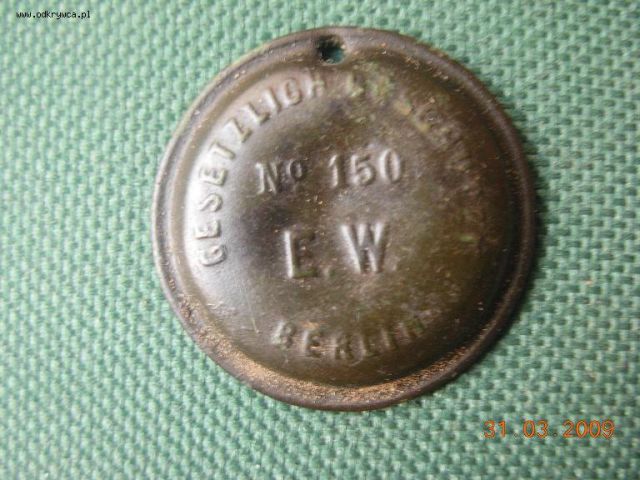 www.odkrywca.pl
GESETZLICH
Nº 150
E.W.
BERLIN
31.03.2009